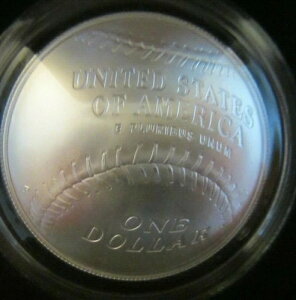 UNITED STATES
OF AMERICA
E PLURIBUS UNUM
ONE
DOLLAR